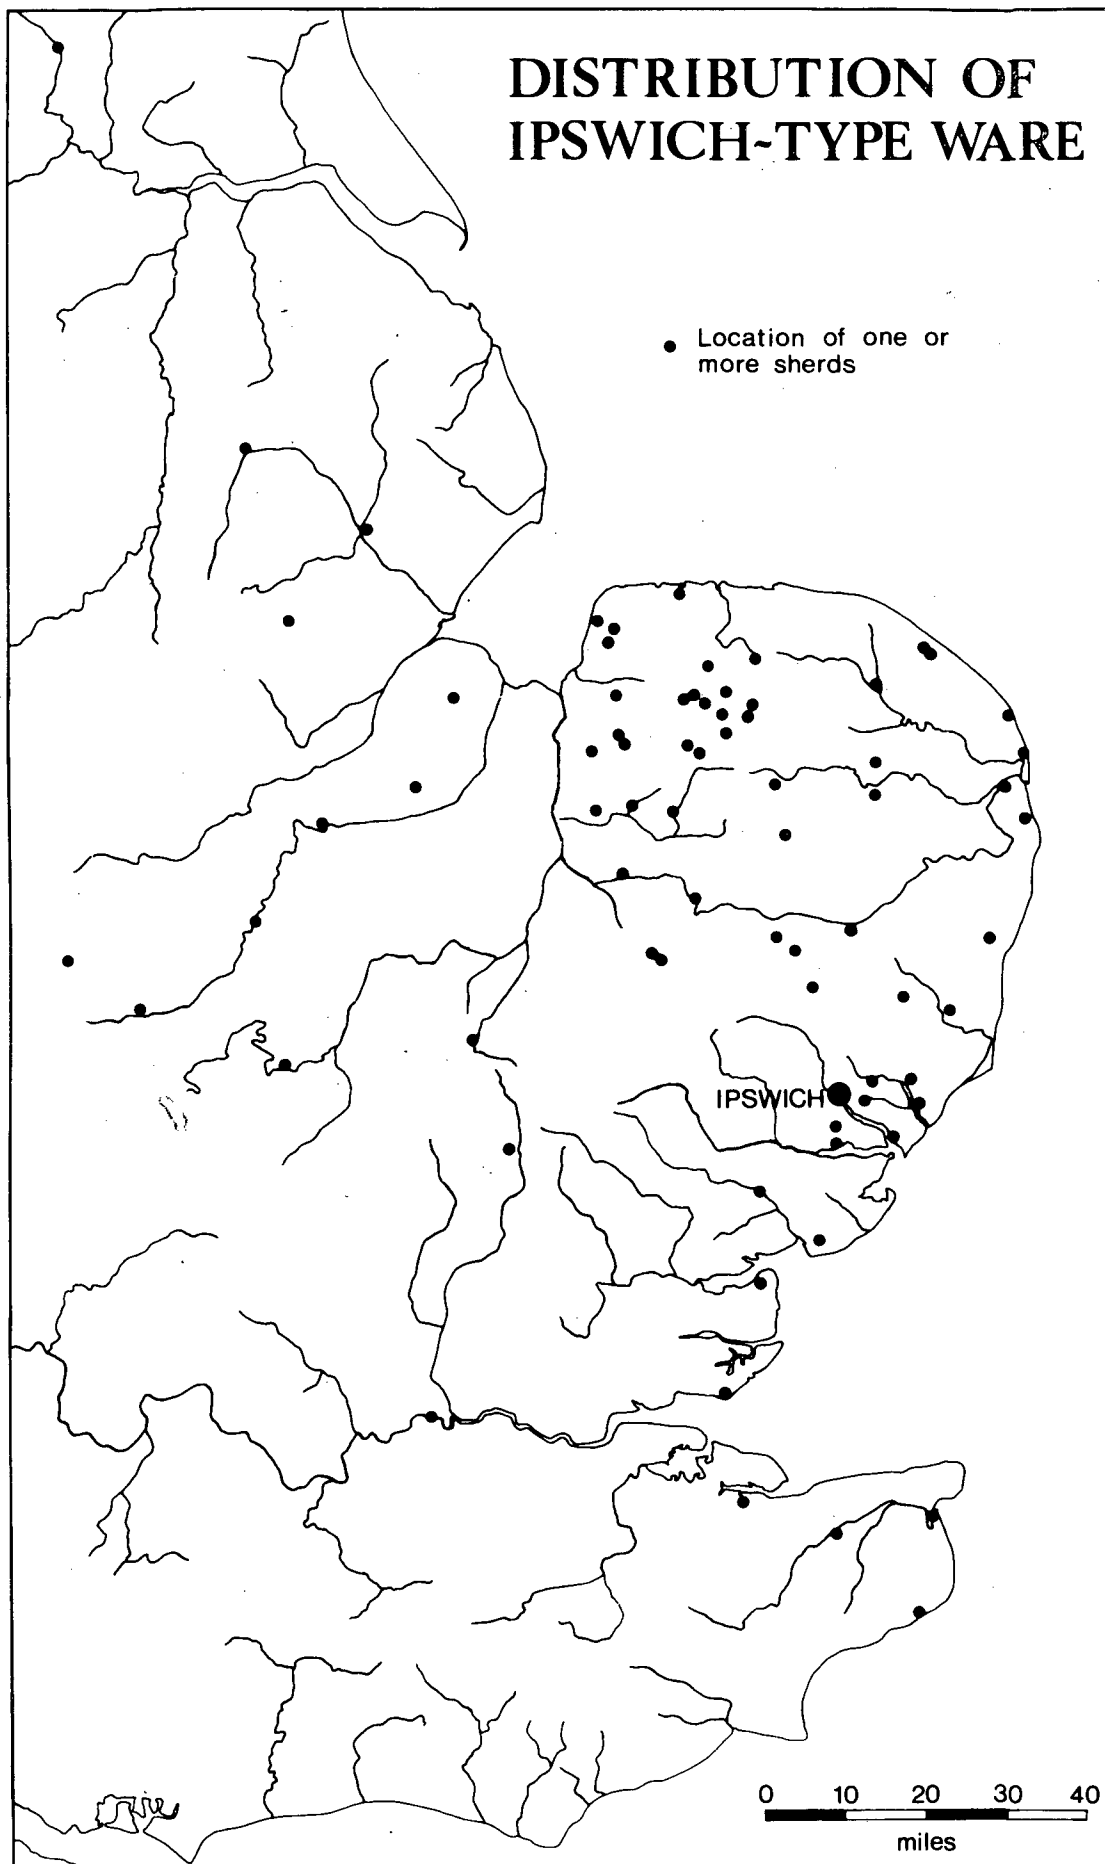 DISTRIBUTION OF
IPSWICH-TYPE WARE
Location of one or
more sherds
IPSWICH
0 10 20 30 40
miles